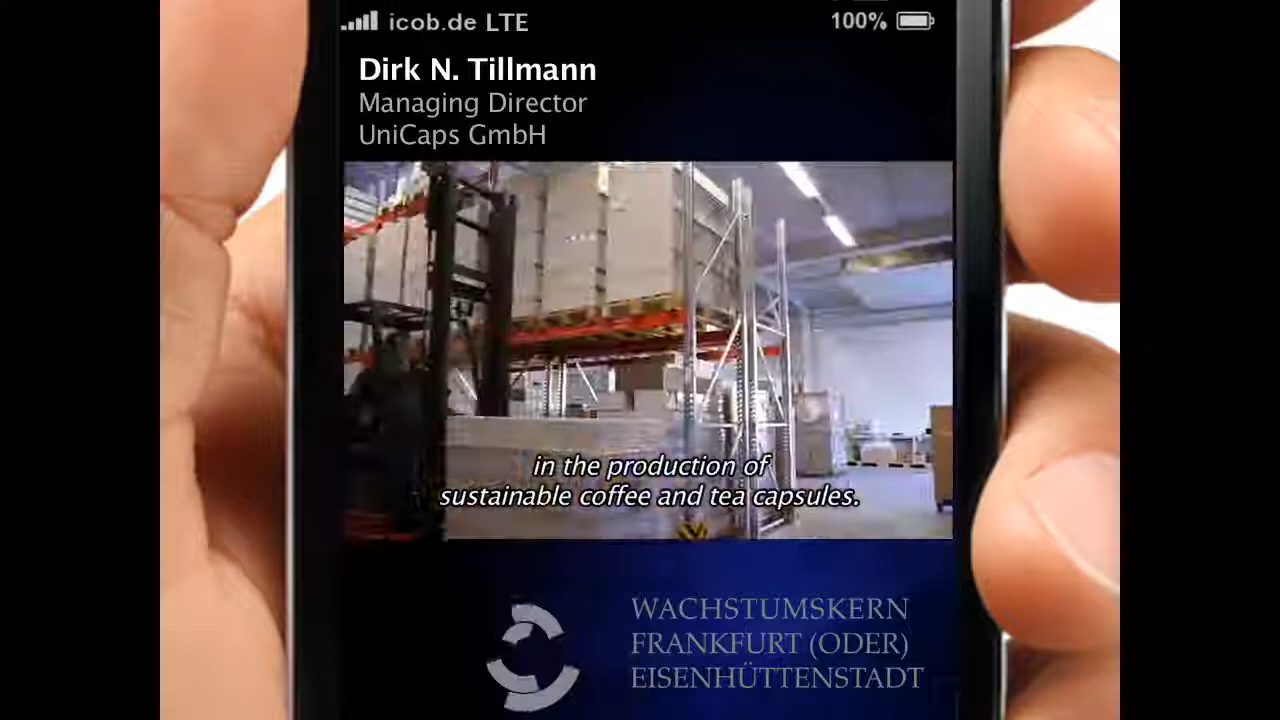 icob.de LTE
100%
Dirk N. Tillmann
Managing Director
UniCaps GmbH
in the production of
sustainable coffee and tea capsules.
WACHSTUMSKERN
FRANKFURT (ODER)
EISENHÜTTENSTADT